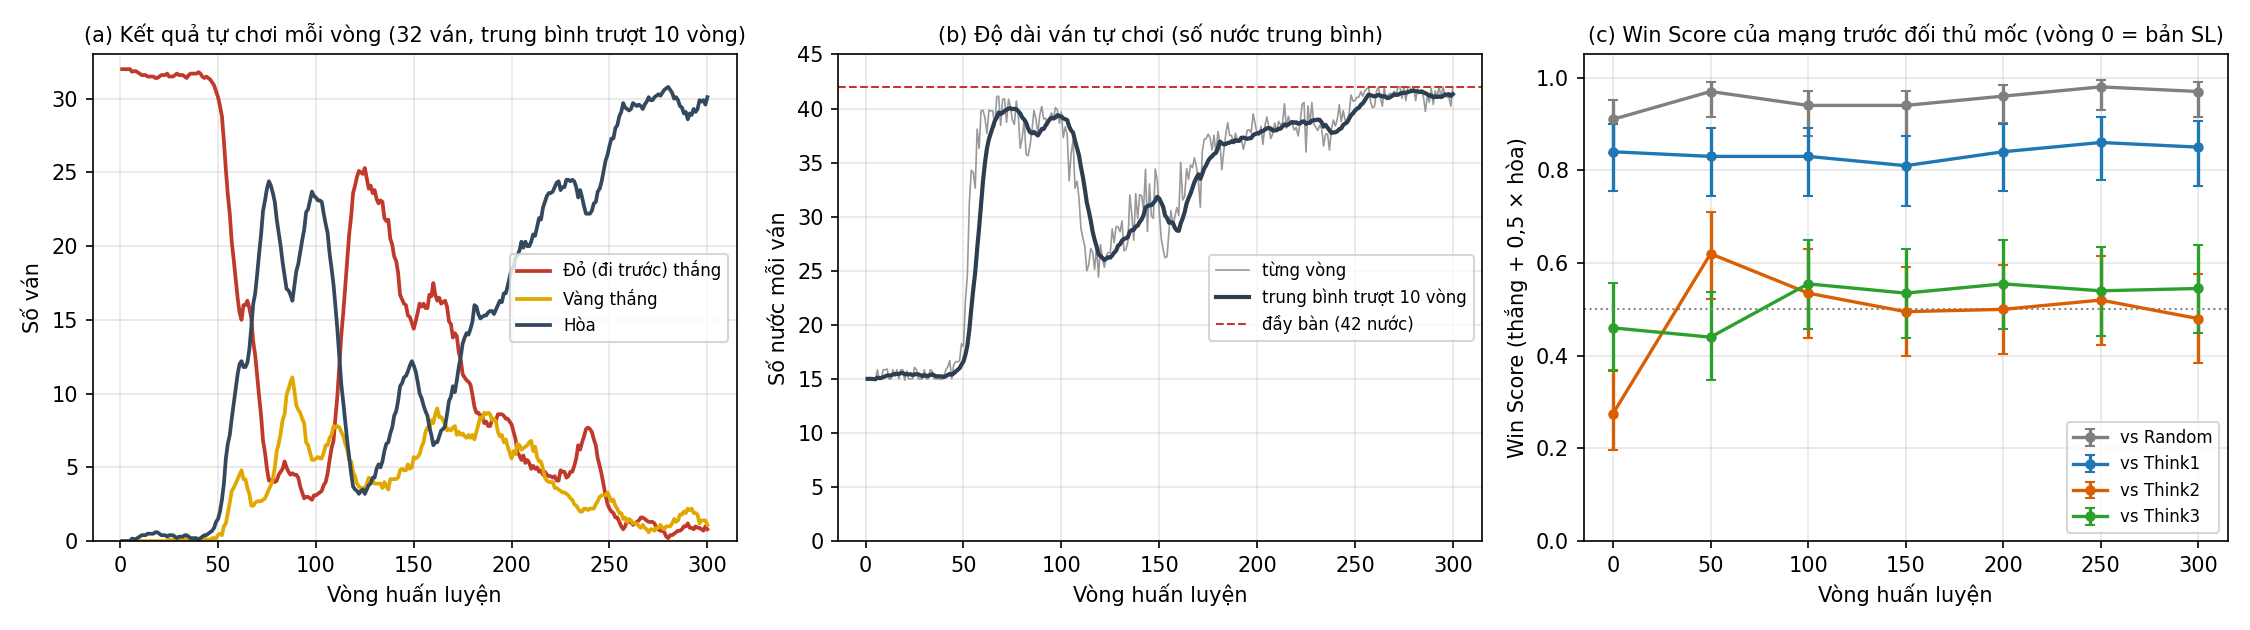 (a) Kết quả tự chơi mỗi vòng (32 ván, trung bình trượt 10 vòng)
Số ván
30
25
20
15
10
5
0
Đỏ (đi trước) thắng
Vàng thắng
Hòa
0 50 100 150 200 250 300
Vòng huấn luyện
(b) Độ dài ván tự chơi (số nước trung bình)
Số nước mỗi ván
45
40
35
30
25
20
15
10
5
0
từng vòng
trung bình trượt 10 vòng
đầy bàn (42 nước)
0 50 100 150 200 250 300
Vòng huấn luyện
(c) Win Score của mạng trước đối thủ mốc (vòng 0 = bản SL)
Win Score (thắng + 0,5 × hòa)
1.0
0.8
0.6
0.4
0.2
0.0
vs Random
vs Think1
vs Think2
vs Think3
0 50 100 150 200 250 300
Vòng huấn luyện